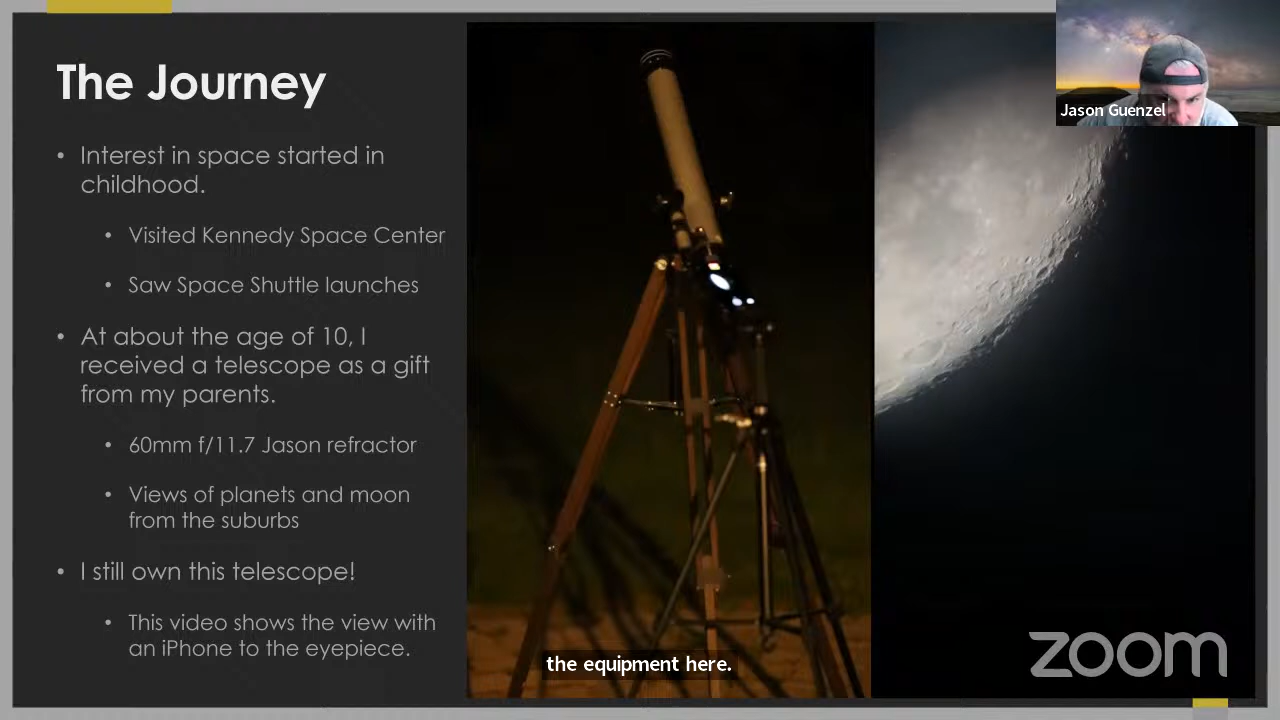 The Journey
• Interest in space started in
childhood.
• Visited Kennedy Space Center
• Saw Space Shuttle launches
• At about the age of 10, I
received a telescope as a gift
from my parents.
• 60mm f/11.7 Jason refractor
• Views of planets and moon
from the suburbs
• I still own this telescope!
• This video shows the view with
an iPhone to the eyepiece.
Jason Guenzel
the equipment here.
zoom